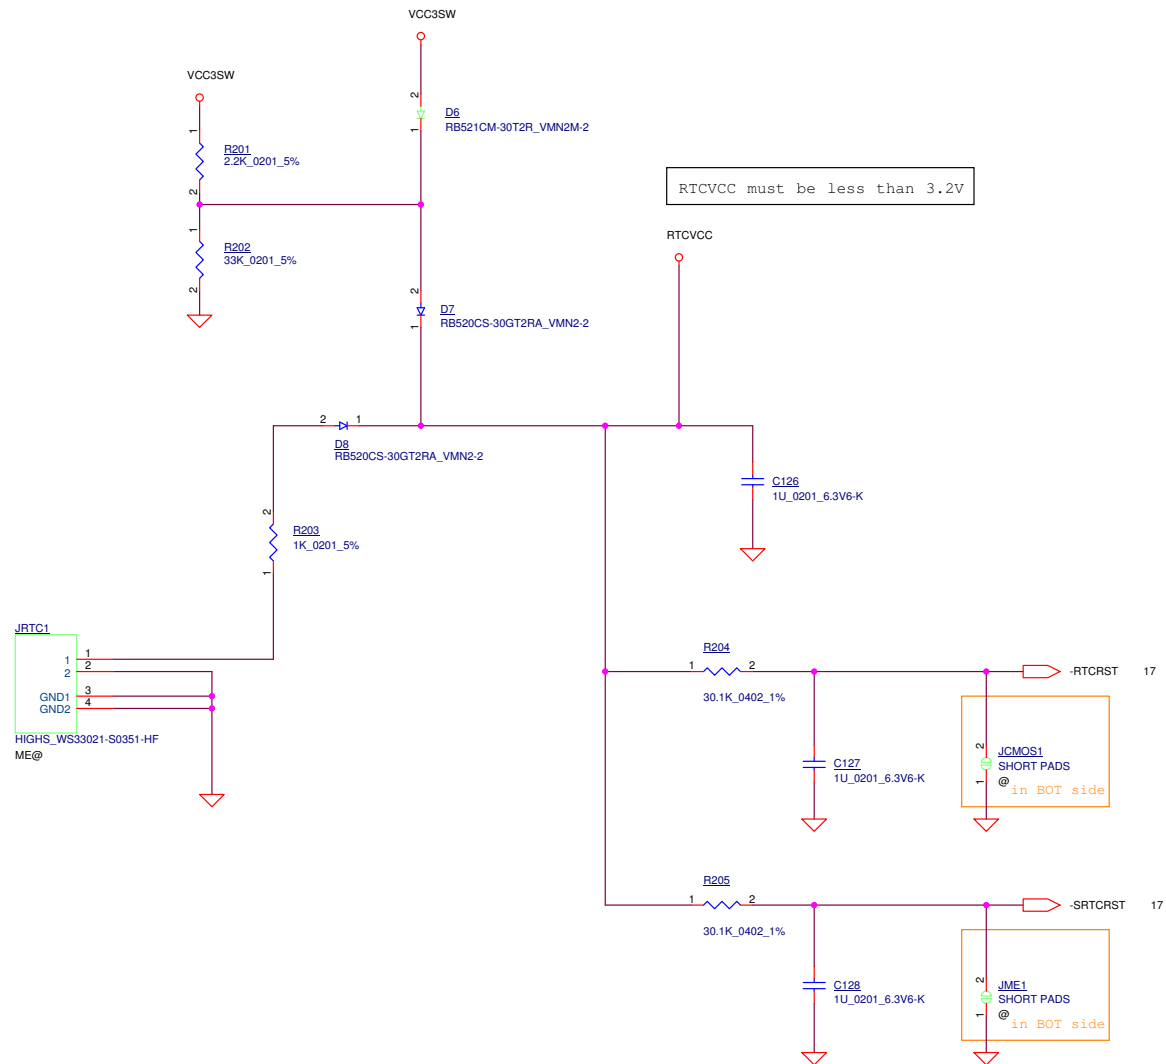 VCC3SW
VCC3SW
2
D6
RB521CM-30T2R_VMN2M-2
1
1
R201
2.2K_0201_5%
2
RTCVCC must be less than 3.2V
1
R202
33K_0201_5%
2
RTCVCC
2
D7
RB520CS-30GT2RA_VMN2-2
1
2 1
D8
RB520CS-30GT2RA_VMN2-2
C126
1U_0201_6.3V6-K
2
R203
1K_0201_5%
1
JRTC1
1 1
2 2
GND1 3
GND2 4
HIGHS_WS33021-S0351-HF
ME@
R204
1 2
30.1K_0402_1%
-RTCRST 17
C127
1U_0201_6.3V6-K
2
JCMOS1
SHORT PADS
1 @
in BOT side
R205
1 2
30.1K_0402_1%
-SRTCRST 17
C128
1U_0201_6.3V6-K
2
JME1
SHORT PADS
1 @
in BOT side